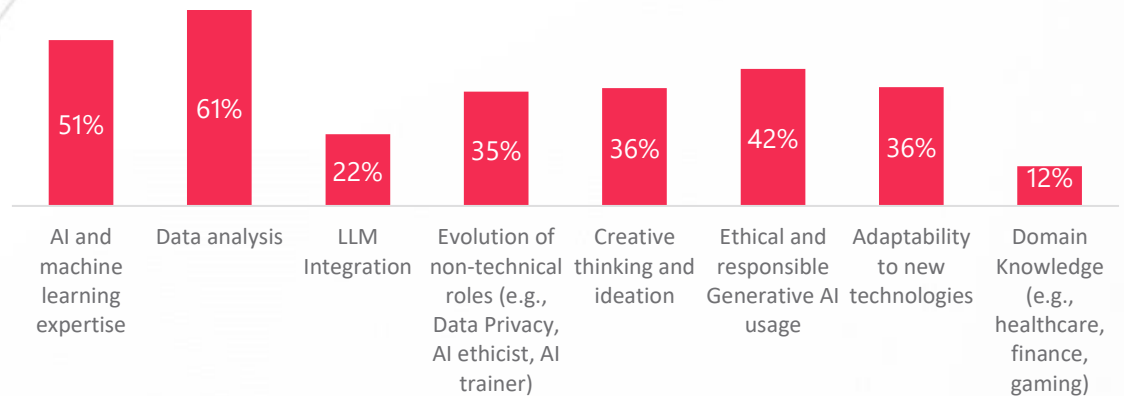 51%
61%
22%
35%
36%
42%
36%
12%
AI and
machine
learning
expertise
Data analysis
LLM
Integration
Evolution of
non-technical
roles (e.g.,
Data Privacy,
AI ethicist, AI
trainer)
Creative
thinking and
ideation
Ethical and
responsible
Generative AI
usage
Adaptability
to new
technologies
Domain
Knowledge
(e.g.,
healthcare,
finance,
gaming)